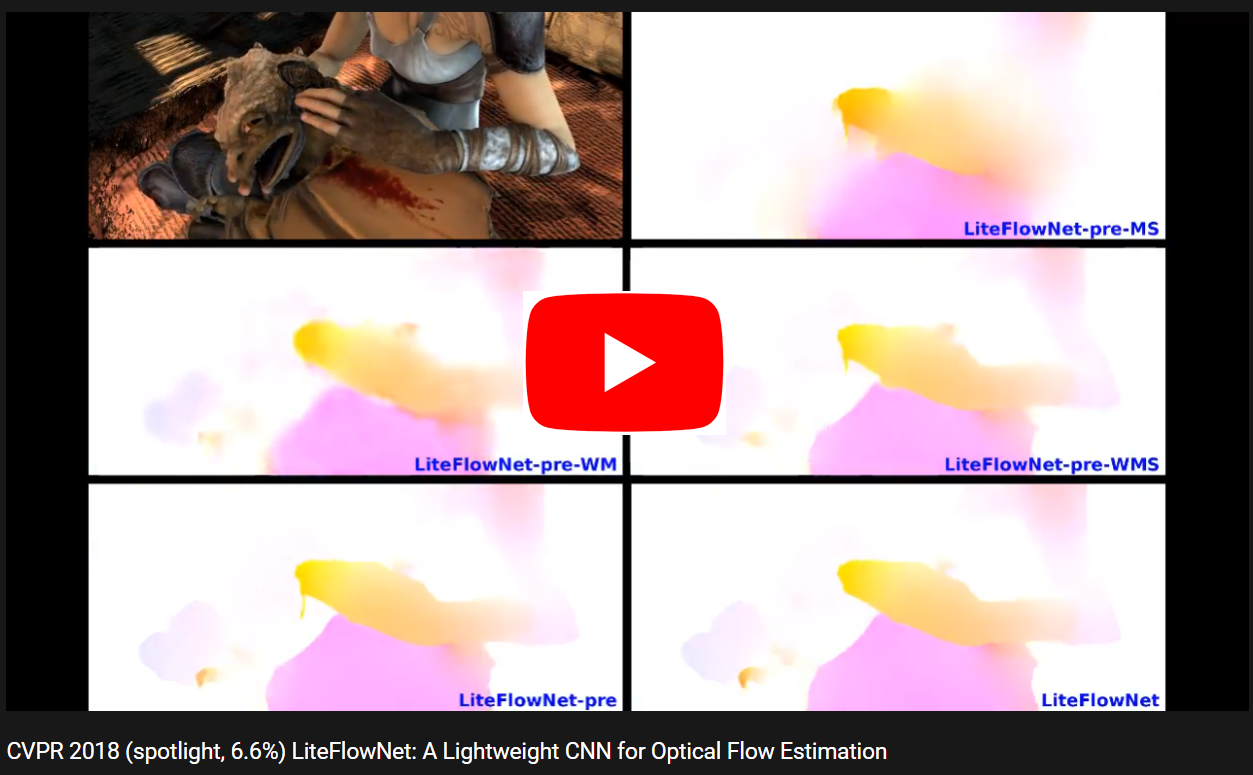 LiteFlowNet-pre-MS
LiteFlowNet-pre-WM
LiteFlowNet-pre-WMS
LiteFlowNet-pre
LiteFlowNet
CVPR 2018 (spotlight, 6.6%) LiteFlowNet: A Lightweight CNN for Optical Flow Estimation